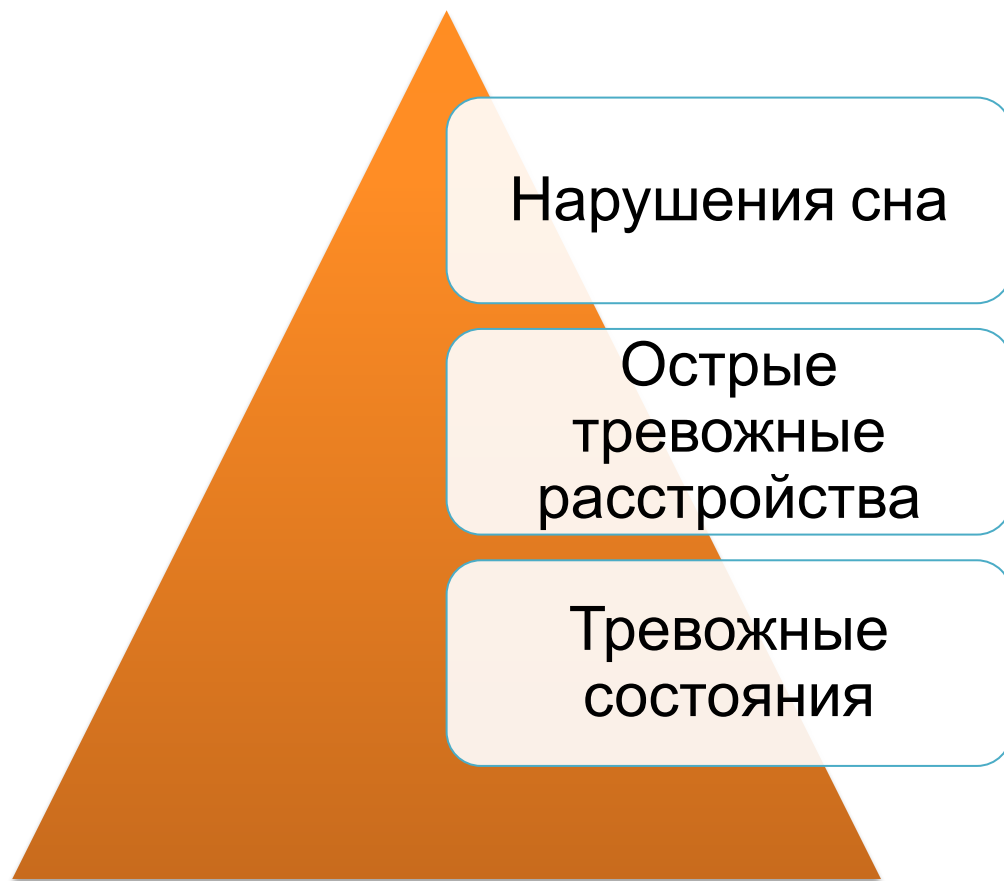 Нарушения сна
Острые
тревожные
расстройства
Тревожные
состояния